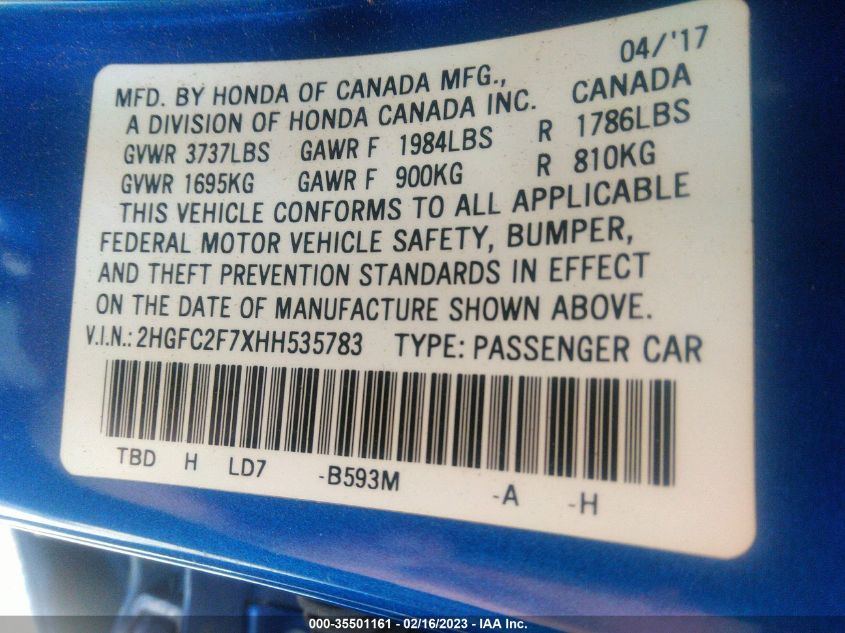 04/'17
MFD. BY HONDA OF CANADA MFG.,
A DIVISION OF HONDA CANADA INC. CANADA
GVWR 3737LBS GAWR F 1984LBS R 1786LBS
GVWR 1695KG GAWR F 900KG R 810KG
THIS VEHICLE CONFORMS TO ALL APPLICABLE
FEDERAL MOTOR VEHICLE SAFETY, BUMPER,
AND THEFT PREVENTION STANDARDS IN EFFECT
ON THE DATE OF MANUFACTURE SHOWN ABOVE.
V.I.N.: 2HGFC2F7XHH535783 TYPE: PASSENGER CAR
TBD H LD7 -B593M -A -H
000-35501161 - 02/16/2023 - IAA Inc.